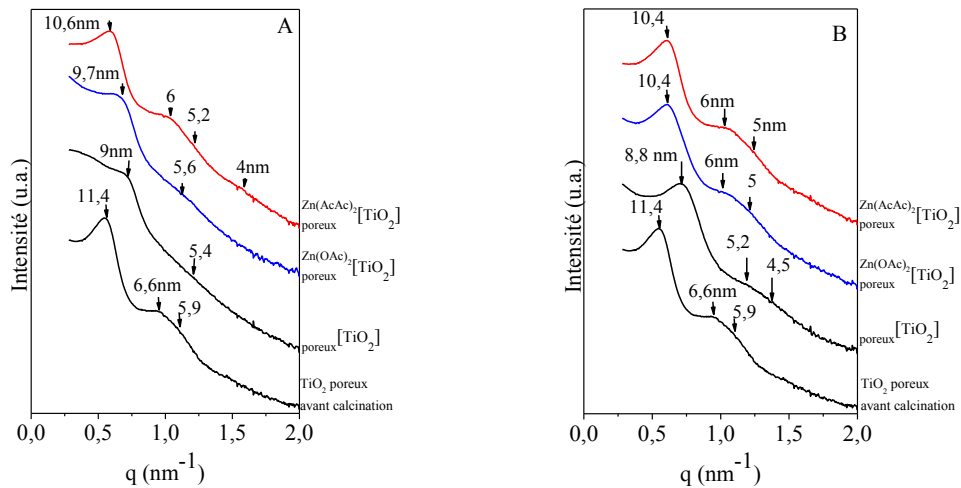 A
10,6nm
9,7nm
6
5,2
9nm
4nm
5,6
11,4
5,4
6,6nm
5,9
Zn(AcAc)2
poreux[TiO2]
Zn(OAc)2
poreux[TiO2]
poreux[TiO2]
TiO2 poreux
avant calcination
Intensité (u.a.)
0,0 0,5 1,0 1,5 2,0
q (nm-1)
B
10,4
10,4
6nm
5nm
8,8 nm
6nm
5
11,4
5,2
4,5
6,6nm
5,9
Zn(AcAc)2
poreux[TiO2]
Zn(OAc)2
poreux[TiO2]
poreux[TiO2]
TiO2 poreux
avant calcination
Intensité (u.a.)
0,0 0,5 1,0 1,5 2,0
q (nm-1)